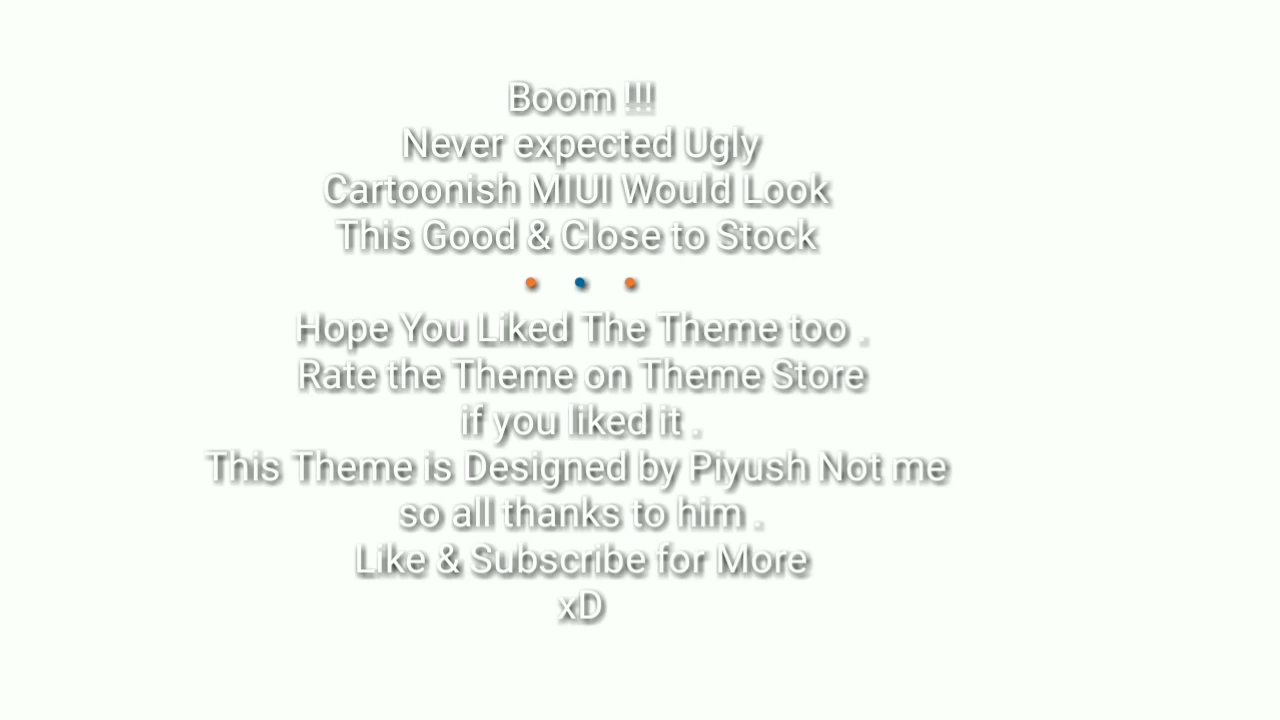 Boom !!!
Never expected Ugly
Cartoonish MIUI Would Look
This Good & Close to Stock
• • •
Hope You Liked The Theme too .
Rate the Theme on Theme Store
if you liked it .
This Theme is Designed by Piyush Not me
so all thanks to him .
Like & Subscribe for More
xD